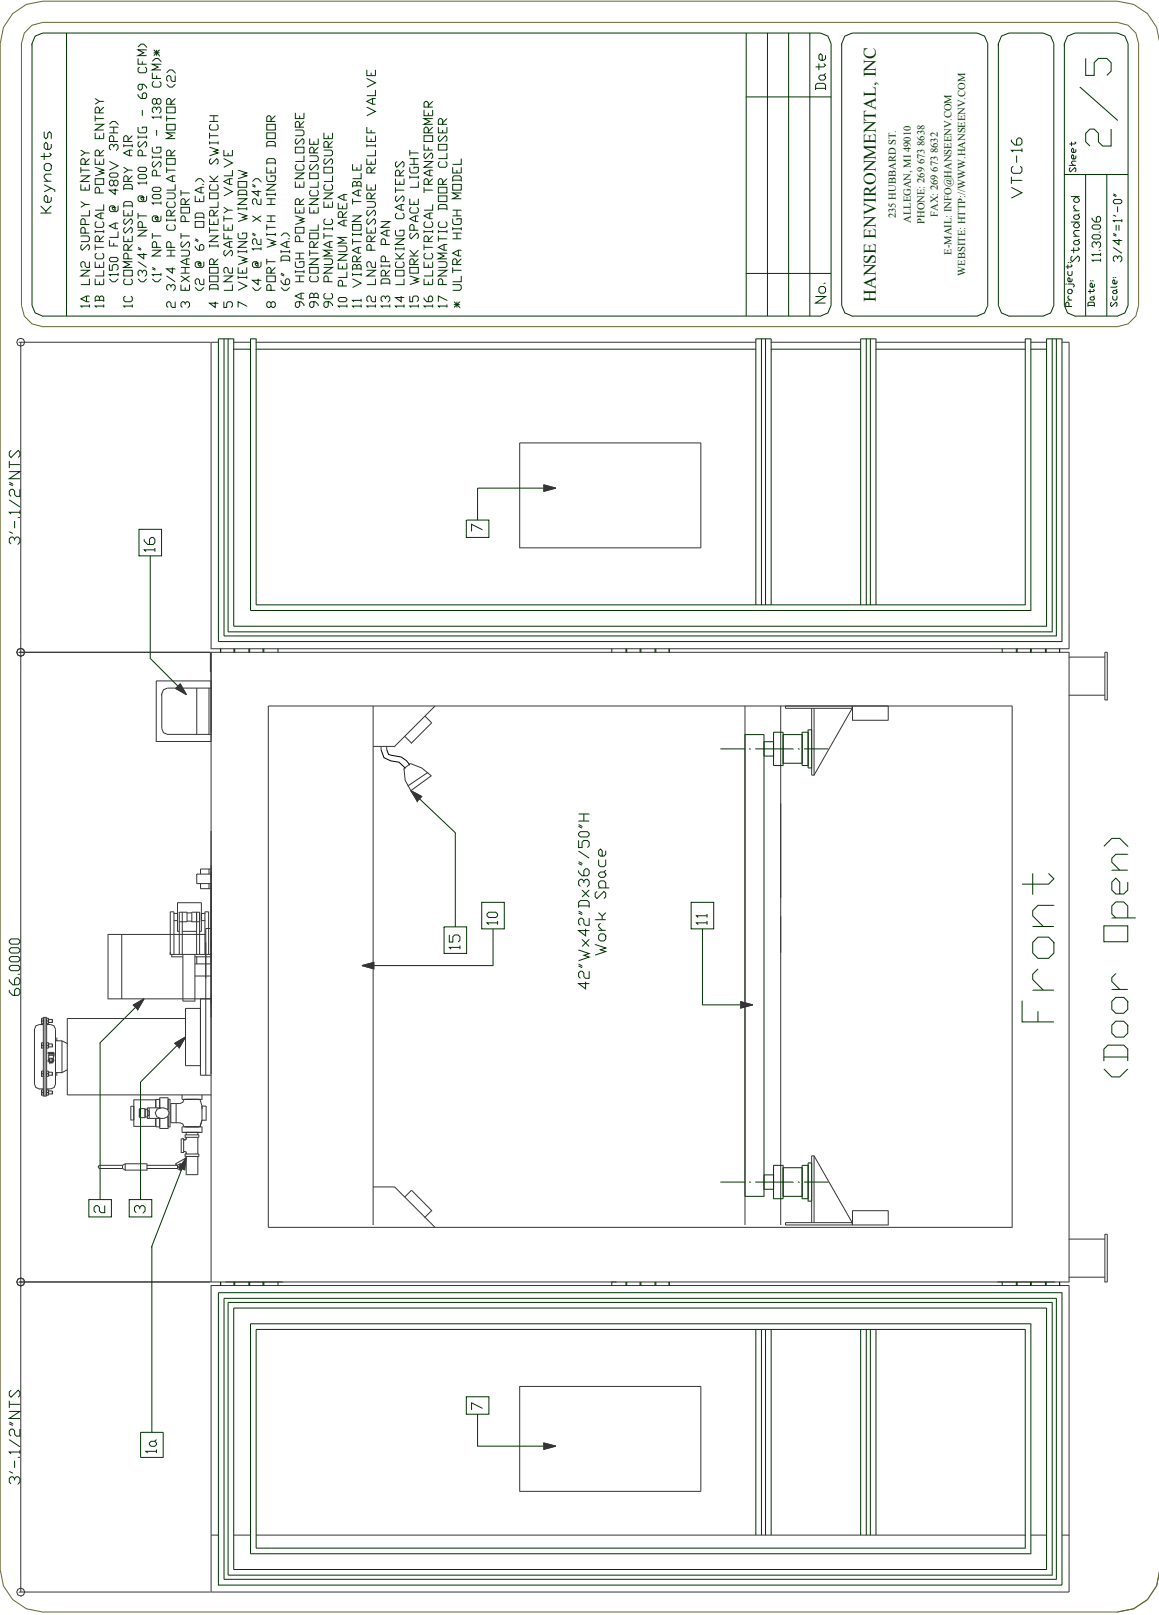 3'-.1/2"NTS
66.0000
3'-.1/2"NTS
1a
2
3
16
7
15
10
7
11
42"Wx42"Dx36"/50"H
Work Space
Front
(Door Open)
Keynotes
1A LN2 SUPPLY ENTRY
1B ELECTRICAL POWER ENTRY
(150 FLA @ 480V 3PH)
1C COMPRESSED DRY AIR
(3/4" NPT @ 100 PSIG - 69 CFM)
(1" NPT @ 100 PSIG - 138 CFM)*
2 3/4 HP CIRCULATOR MOTOR (2)
3 EXHAUST PORT
(2 @ 6" OD EA.)
4 DOOR INTERLOCK SWITCH
5 LN2 SAFETY VALVE
7 VIEWING WINDOW
(4 @ 12" X 24")
8 PORT WITH HINGED DOOR
(6" DIA.)
9A HIGH POWER ENCLOSURE
9B CONTROL ENCLOSURE
9C PNUMATIC ENCLOSURE
10 PLENUM AREA
11 VIBRATION TABLE
12 LN2 PRESSURE RELIEF VALVE
13 DRIP PAN
14 LOCKING CASTERS
15 WORK SPACE LIGHT
16 ELECTRICAL TRANSFORMER
17 PNUMATIC DOOR CLOSER
* ULTRA HIGH MODEL
No. Date
HANSE ENVIRONMENTAL, INC
235 HUBBARD ST.
ALLEGAN, MI 49010
PHONE: 269 673 8638
FAX: 269 673 8632
E-MAIL: INFO@HANSEENV.COM
WEBSITE: HTTP://WWW.HANSEENV.COM
VTC-16
Project: Standard
Date: 11.30.06
Scale: 3/4"=1'-0"
Sheet
2/5